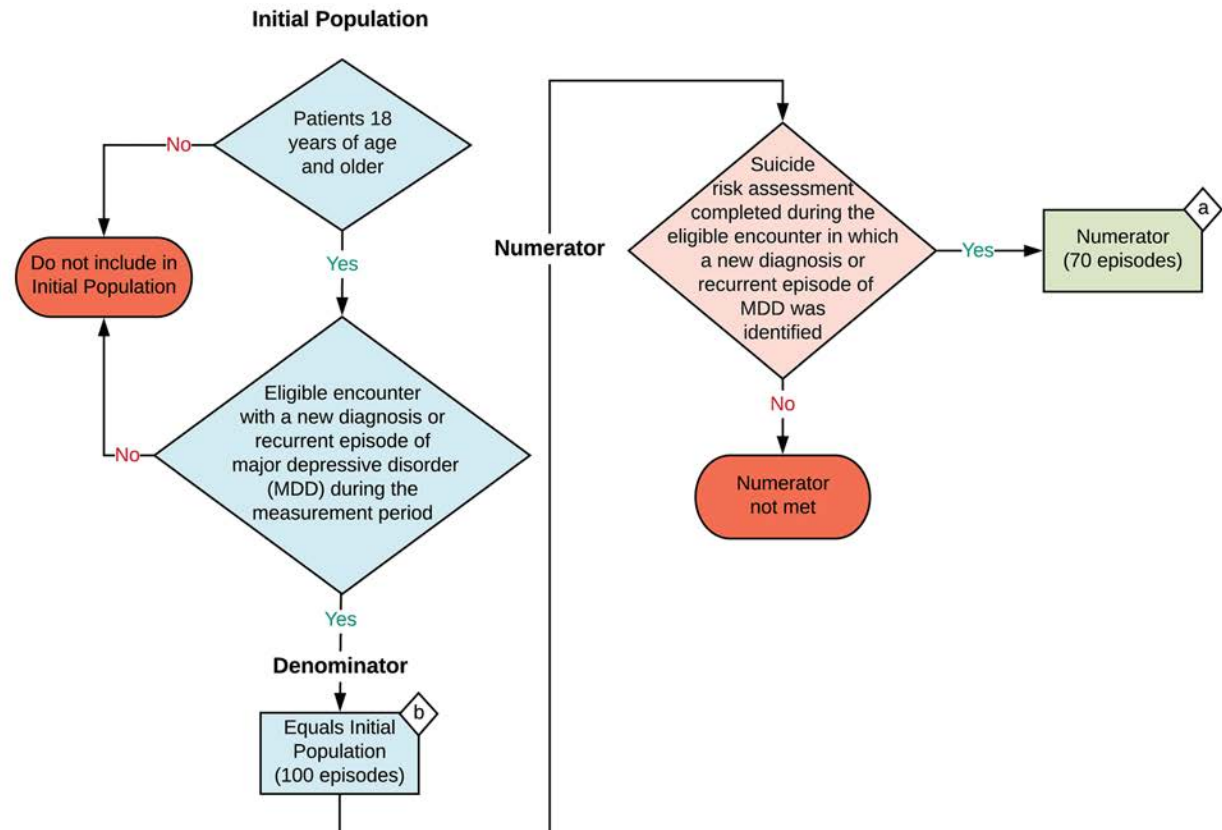 Initial Population
Patients 18
years of age
and older
No
Do not include in
Initial Population
Yes
Eligible encounter
with a new diagnosis or
recurrent episode of
major depressive disorder
(MDD) during the
measurement period
No
Yes
Denominator
b
Equals Initial
Population
(100 episodes)
Numerator
Suicide
risk assessment
completed during the
eligible encounter in which
a new diagnosis or
recurrent episode of
MDD was
identified
Yes
a
Numerator
(70 episodes)
No
Numerator
not met